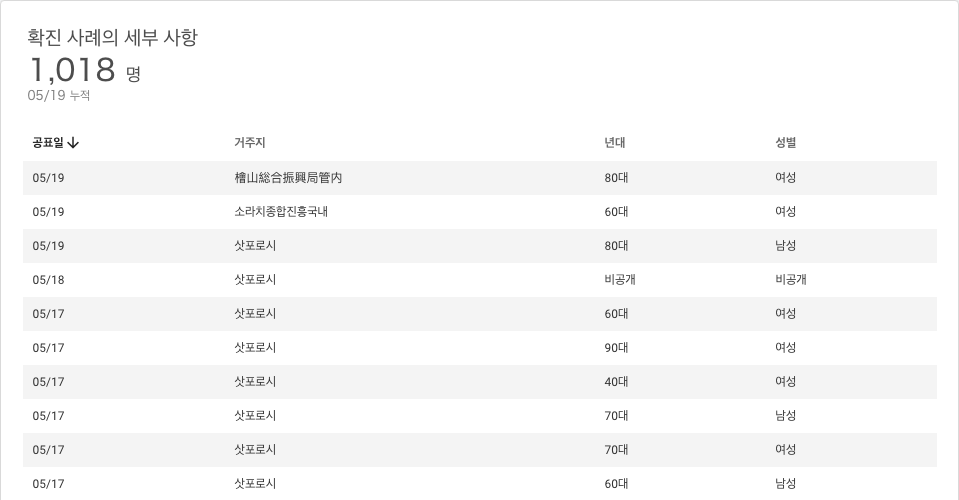 확진 사례의 세부 사항
1,018 명
05/19 누적
공표일 거주지 년대 성별
05/19 檜山総合振興局管内 80대 여성
05/19 소라치종합진흥국내 60대 여성
05/19 삿포로시 80대 남성
05/18 삿포로시 비공개 비공개
05/17 삿포로시 60대 여성
05/17 삿포로시 90대 여성
05/17 삿포로시 40대 여성
05/17 삿포로시 70대 남성
05/17 삿포로시 70대 여성
05/17 삿포로시 60대 남성